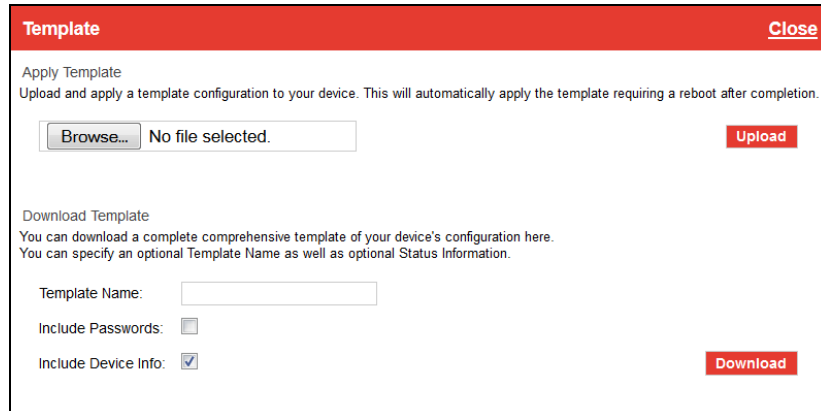 Template
Close
Apply Template
Upload and apply a template configuration to your device. This will automatically apply the template requiring a reboot after completion.
Browse... No file selected.
Upload
Download Template
You can download a complete comprehensive template of your device's configuration here.
You can specify an optional Template Name as well as optional Status Information.
Template Name:
Include Passwords:
Include Device Info:
Download